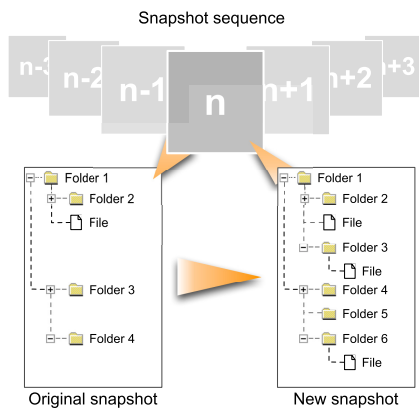 Snapshot sequence
n-3 n-2 n-1 n n+1 n+2 n+3
Folder 1
Folder 2
File
Folder 3
Folder 4
Original snapshot
Folder 1
Folder 2
File
Folder 3
File
Folder 4
Folder 5
Folder 6
File
New snapshot